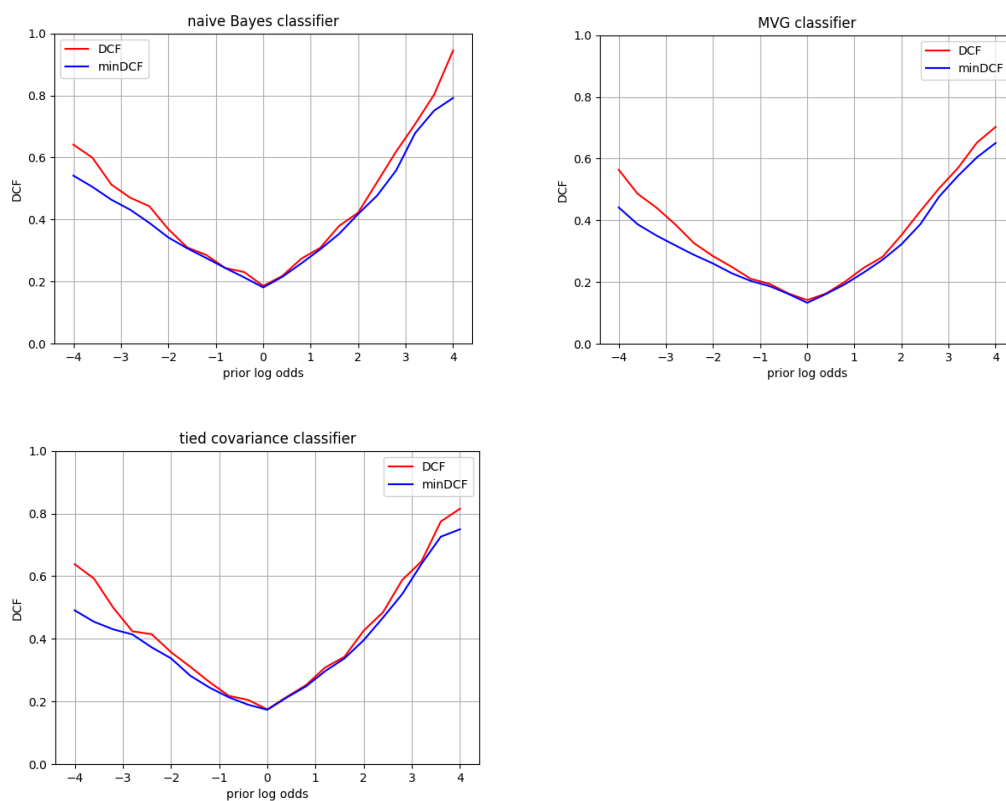 naive Bayes classifier
DCF
minDCF
1.0
0.8
0.6
0.4
0.2
0.0
DCF
−4 −3 −2 −1 0 1 2 3 4
prior log odds
MVG classifier
DCF
minDCF
1.0
0.8
0.6
0.4
0.2
0.0
DCF
−4 −3 −2 −1 0 1 2 3 4
prior log odds
tied covariance classifier
DCF
minDCF
1.0
0.8
0.6
0.4
0.2
0.0
DCF
−4 −3 −2 −1 0 1 2 3 4
prior log odds